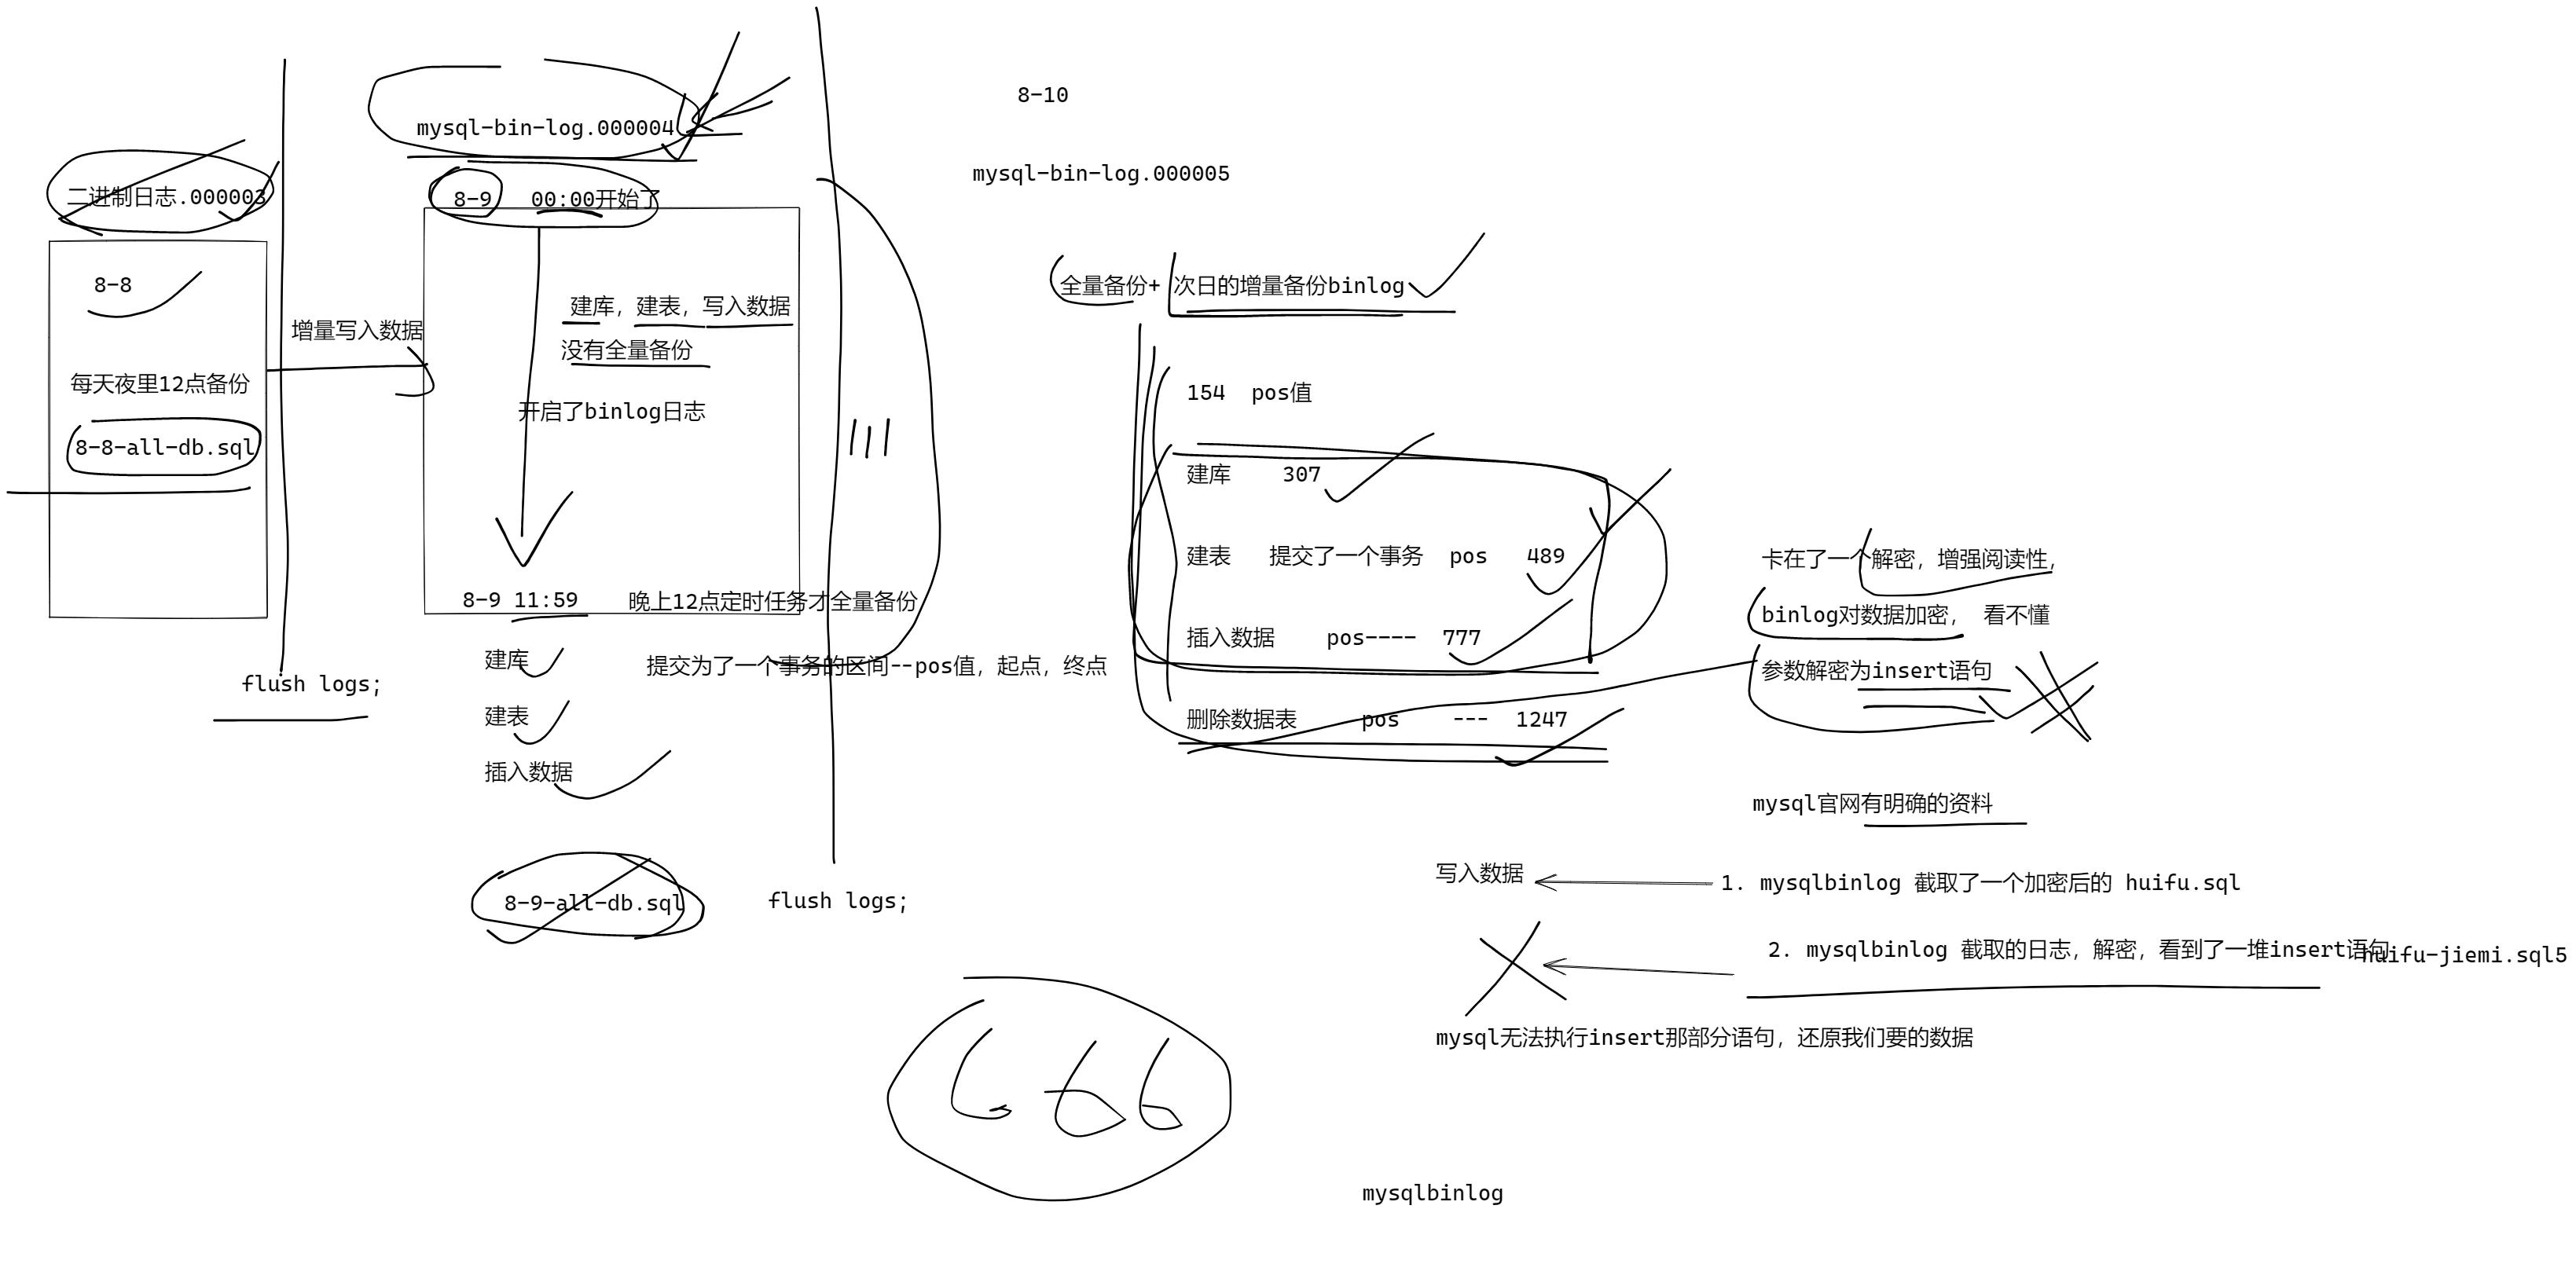 二进制日志.000003
8-8
每天夜里12点备份
8-8-all-db.sql
增量写入数据
flush logs;
mysql-bin-log.000004
8-9 00:00开始了
建库，建表，写入数据
没有全量备份
开启了binlog日志
8-9 11:59 晚上12点定时任务才全量备份
建库
提交为了一个事务的区间--pos值，起点，终点
建表
插入数据
8-9-all-db.sql
flush logs;
8-10
mysql-bin-log.000005
全量备份+ 次日的增量备份binlog
154 pos值
建库 307
建表 提交了一个事务 pos 489
插入数据 pos---- 777
删除数据表 pos --- 1247
卡在了一个解密，增强阅读性，
binlog对数据加密， 看不懂
参数解密为insert语句
mysql官网有明确的资料
写入数据
1. mysqlbinlog 截取了一个加密后的 huifu.sql
2. mysqlbinlog 截取的日志，解密，看到了一堆insert语句
huifu-jiemi.sql5
mysql无法执行insert那部分语句，还原我们要的数据
666
mysqlbinlog